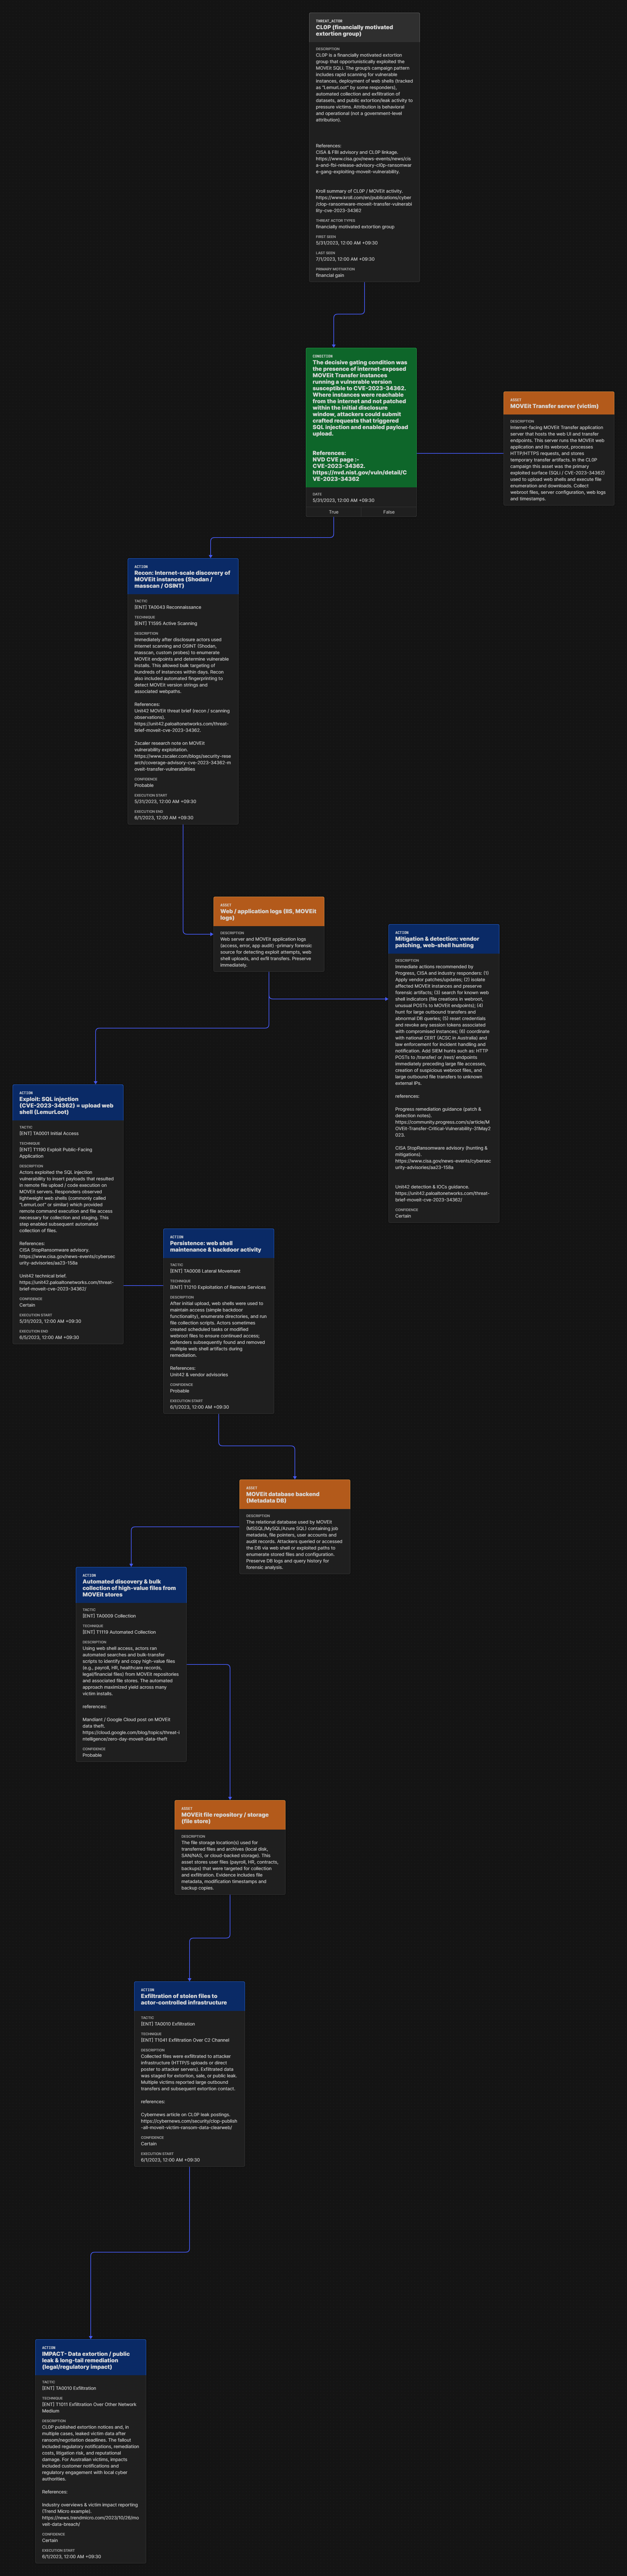 THREAT_ACTOR
CL0P (financially motivated
extortion group)
DESCRIPTION
CL0P is a financially motivated extortion
group that opportunistically exploited the
MOVEit SQLi. The group's campaign pattern
includes rapid scanning for vulnerable
instances, deployment of web shells (tracked
as "LemurLoot" by some responders),
automated collection and exfiltration of
datasets, and public extortion/leak activity to
pressure victims. Attribution is behavioral
and operational (not a government-level
attribution).
References:
CISA & FBI advisory and CL0P linkage.
https://www.cisa.gov/news-events/news/cis
a-and-fbi-release-advisory-cl0p-ransomwar
e-gang-exploiting-moveit-vulnerability.
Kroll summary of CL0P / MOVEit activity.
https://www.kroll.com/en/publications/cyber
/clop-ransomware-moveit-transfer-vulnerabi
lity-cve-2023-34362
THREAT ACTOR TYPES
financially motivated extortion group
FIRST SEEN
5/31/2023, 12:00 AM +09:30
LAST SEEN
7/1/2023, 12:00 AM +09:30
PRIMARY MOTIVATION
financial gain
CONDITION
The decisive gating condition was
the presence of internet-exposed
MOVEit Transfer instances
running a vulnerable version
susceptible to CVE-2023-34362.
Where instances were reachable
from the internet and not patched
within the initial disclosure
window, attackers could submit
crafted requests that triggered
SQL injection and enabled payload
upload.
References:
NVD CVE page :-
CVE-2023-34362.
https://nvd.nist.gov/vuln/detail/C
VE-2023-34362
DATE
5/31/2023, 12:00 AM +09:30
True
False
ASSET
MOVEit Transfer server (victim)
DESCRIPTION
Internet-facing MOVEit Transfer application
server that hosts the web UI and transfer
endpoints. This server runs the MOVEit web
application and its webroot, processes
HTTP/HTTPS requests, and stores
temporary transfer artifacts. In the CL0P
campaign this asset was the primary
exploited surface (SQLi / CVE-2023-34362)
used to upload web shells and execute file
enumeration and downloads. Collect
webroot files, server configuration, web logs
and timestamps.
ACTION
Recon: Internet-scale discovery of
MOVEit instances (Shodan /
masscan / OSINT)
TACTIC
[ENT] TA0043 Reconnaissance
TECHNIQUE
[ENT] T1595 Active Scanning
DESCRIPTION
Immediately after disclosure actors used
internet scanning and OSINT (Shodan,
masscan, custom probes) to enumerate
MOVEit endpoints and determine vulnerable
installs. This allowed bulk targeting of
hundreds of instances within days. Recon
also included automated fingerprinting to
detect MOVEit version strings and
associated webpaths.
References:
Unit42 MOVEit threat brief (recon / scanning
observations).
https://unit42.paloaltonetworks.com/threat-
brief-moveit-cve-2023-34362.
Zscaler research note on MOVEit
vulnerability exploitation.
https://www.zscaler.com/blogs/security-rese
arch/coverage-advisory-cve-2023-34362-m
oveit-transfer-vulnerabilities
CONFIDENCE
Probable
EXECUTION START
5/31/2023, 12:00 AM +09:30
EXECUTION END
6/1/2023, 12:00 AM +09:30
ASSET
Web / application logs (IIS, MOVEit
logs)
DESCRIPTION
Web server and MOVEit application logs
(access, error, app audit) -primary forensic
source for detecting exploit attempts, web
shell uploads, and exfil transfers. Preserve
immediately.
ACTION
Mitigation & detection: vendor
patching, web-shell hunting
DESCRIPTION
Immediate actions recommended by
Progress, CISA and industry responders: (1)
Apply vendor patches/updates; (2) isolate
affected MOVEit instances and preserve
forensic artifacts; (3) search for known web
shell indicators (file creations in webroot,
unusual POSTs to MOVEit endpoints); (4)
hunt for large outbound transfers and
abnormal DB queries; (5) reset credentials
and revoke any session tokens associated
with compromised instances; (6) coordinate
with national CERT (ACSC in Australia) and
law enforcement for incident handling and
notification. Add SIEM hunts such as: HTTP
POSTs to /transfer/ or /rest/ endpoints
immediately preceding large file accesses,
creation of suspicious webroot files, and
large outbound file transfers to unknown
external IPs.
references:
Progress remediation guidance (patch &
detection notes).
https://community.progress.com/s/article/M
OVEit-Transfer-Critical-Vulnerability-31May2
023.
CISA StopRansomware advisory (hunting &
mitigations).
https://www.cisa.gov/news-events/cybersec
urity-advisories/aa23-158a
Unit42 detection & IOCx guidance.
https://unit42.paloaltonetworks.com/threat-
brief-moveit-cve-2023-34362/
CONFIDENCE
Certain
ACTION
Exploit: SQL injection
(CVE-2023-34362) = upload web
shell (LemurLoot)
TACTIC
[ENT] TA0001 Initial Access
TECHNIQUE
[ENT] T1190 Exploit Public-Facing
Application
DESCRIPTION
Actors exploited the SQL injection
vulnerability to insert payloads that resulted
in remote file upload / code execution on
MOVEit servers. Responders observed
lightweight web shells (commonly called
"LemurLoot" or similar) which provided
remote command execution and file access
necessary for collection and staging. This
step enabled subsequent automated
collection of files.
References:
CISA StopRansomware advisory.
https://www.cisa.gov/news-events/cybersec
urity-advisories/aa23-158a
Unit42 technical brief.
https://unit42.paloaltonetworks.com/threat-
brief-moveit-cve-2023-34362/
CONFIDENCE
Certain
EXECUTION START
5/31/2023, 12:00 AM +09:30
EXECUTION END
6/5/2023, 12:00 AM +09:30
ACTION
Persistence: web shell
maintenance & backdoor activity
TACTIC
[ENT] TA0008 Lateral Movement
TECHNIQUE
[ENT] T1210 Exploitation of Remote Services
DESCRIPTION
After initial upload, web shells were used to
maintain access (simple backdoor
functionality), enumerate directories, and run
file collection scripts. Actors sometimes
created scheduled tasks or modified
webroot files to ensure continued access;
defenders subsequently found and removed
multiple web shell artifacts during
remediation.
References:
Unit42 & vendor advisories
CONFIDENCE
Probable
EXECUTION START
6/1/2023, 12:00 AM +09:30
ASSET
MOVEit database backend
(Metadata DB)
DESCRIPTION
The relational database used by MOVEit
(MSSQL/MySQL/Azure SQL) containing job
metadata, file pointers, user accounts and
audit records. Attackers queried or accessed
the DB via web shell or exploited paths to
enumerate stored files and configuration.
Preserve DB logs and query history for
forensic analysis.
ACTION
Automated discovery & bulk
collection of high-value files from
MOVEit stores
TACTIC
[ENT] TA0009 Collection
TECHNIQUE
[ENT] T1119 Automated Collection
DESCRIPTION
Using web shell access, actors ran
automated searches and bulk-transfer
scripts to identify and copy high-value files
(e.g., payroll, HR, healthcare records,
legal/financial files) from MOVEit repositories
and associated file stores. The automated
approach maximized yield across many
victim installs.
references:
Mandiant / Google Cloud post on MOVEit
data theft.
https://cloud.google.com/blog/topics/threat-i
ntelligence/zero-day-moveit-data-theft
CONFIDENCE
Probable
ASSET
MOVEit file repository / storage
(file store)
DESCRIPTION
The file storage location(s) used for
transferred files and archives (local disk,
SAN/NAS, or cloud-backed storage). This
asset stores user files (payroll, HR, contracts,
backups) that were targeted for collection
and exfiltration. Evidence includes file
metadata, modification timestamps and
backup copies.
ACTION
Exfiltration of stolen files to
actor-controlled infrastructure
TACTIC
[ENT] TA0010 Exfiltration
TECHNIQUE
[ENT] T1041 Exfiltration Over C2 Channel
DESCRIPTION
Collected files were exfiltrated to attacker
infrastructure (HTTP/S uploads or direct
poster to attacker servers). Exfiltrated data
was staged for extortion, sale, or public leak.
Multiple victims reported large outbound
transfers and subsequent extortion contact.
references:
Cybernews article on CL0P leak postings.
https://cybernews.com/security/clop-publish
-all-moveit-victim-ransom-data-clearweb/
CONFIDENCE
Certain
EXECUTION START
6/1/2023, 12:00 AM +09:30
ACTION
IMPACT- Data extortion / public
leak & long-tail remediation
(legal/regulatory impact)
TACTIC
[ENT] TA0010 Exfiltration
TECHNIQUE
[ENT] T1011 Exfiltration Over Other Network
Medium
DESCRIPTION
CL0P published extortion notices and, in
multiple cases, leaked victim data after
ransom/negotiation deadlines. The fallout
included regulatory notifications, remediation
costs, litigation risk, and reputational
damage. For Australian victims, impacts
included customer notifications and
regulatory engagement with local cyber
authorities.
References:
Industry overviews & victim impact reporting
(Trend Micro example).
https://news.trendmicro.com/2023/10/26/mo
veit-data-breach/
CONFIDENCE
Certain
EXECUTION START
6/1/2023, 12:00 AM +09:30